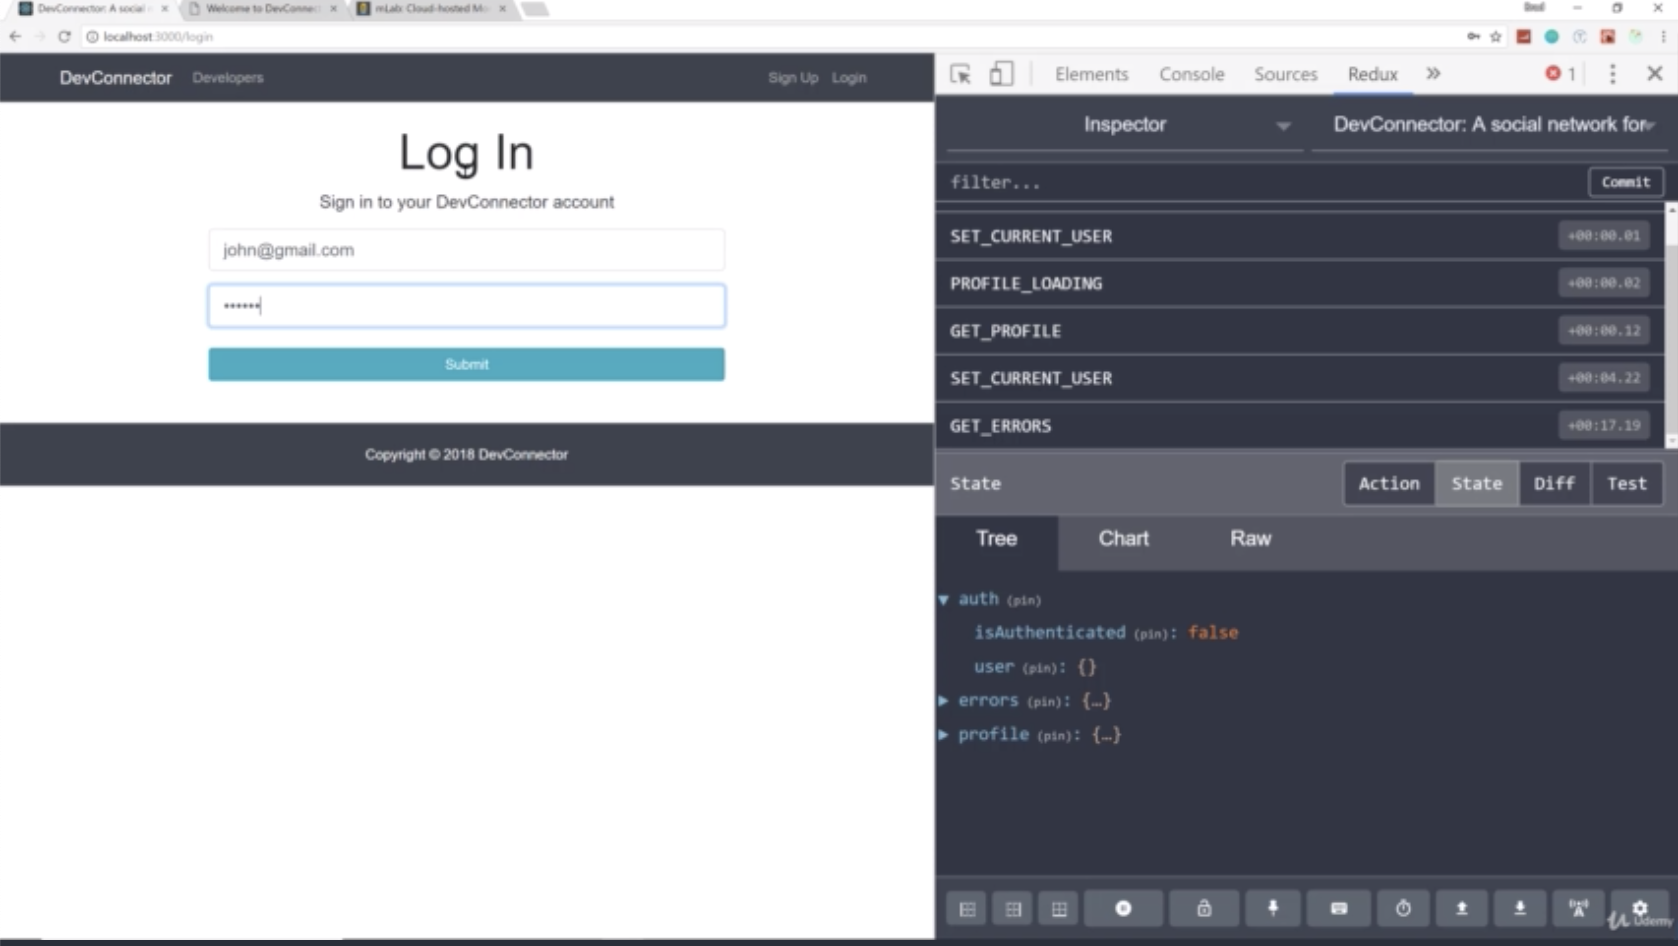 DevConnector: A social
Welcome to DevConnect
mLab: Cloud-hosted Mo
localhost:3000/login
DevConnector
Developers
Sign Up
Login
Log In
Sign in to your DevConnector account
john@gmail.com
••••••
Submit
Copyright © 2018 DevConnector
Elements
Console
Sources
Redux
1
Inspector
DevConnector: A social network for
filter...
Commit
SET_CURRENT_USER
+00:00.01
PROFILE_LOADING
+00:00.02
GET_PROFILE
+00:00.12
SET_CURRENT_USER
+00:04.22
GET_ERRORS
+00:17.19
State
Action
State
Diff
Test
Tree
Chart
Raw
auth (pin)
isAuthenticated (pin): false
user (pin): {}
errors (pin): {…}
profile (pin): {…}
Udemy